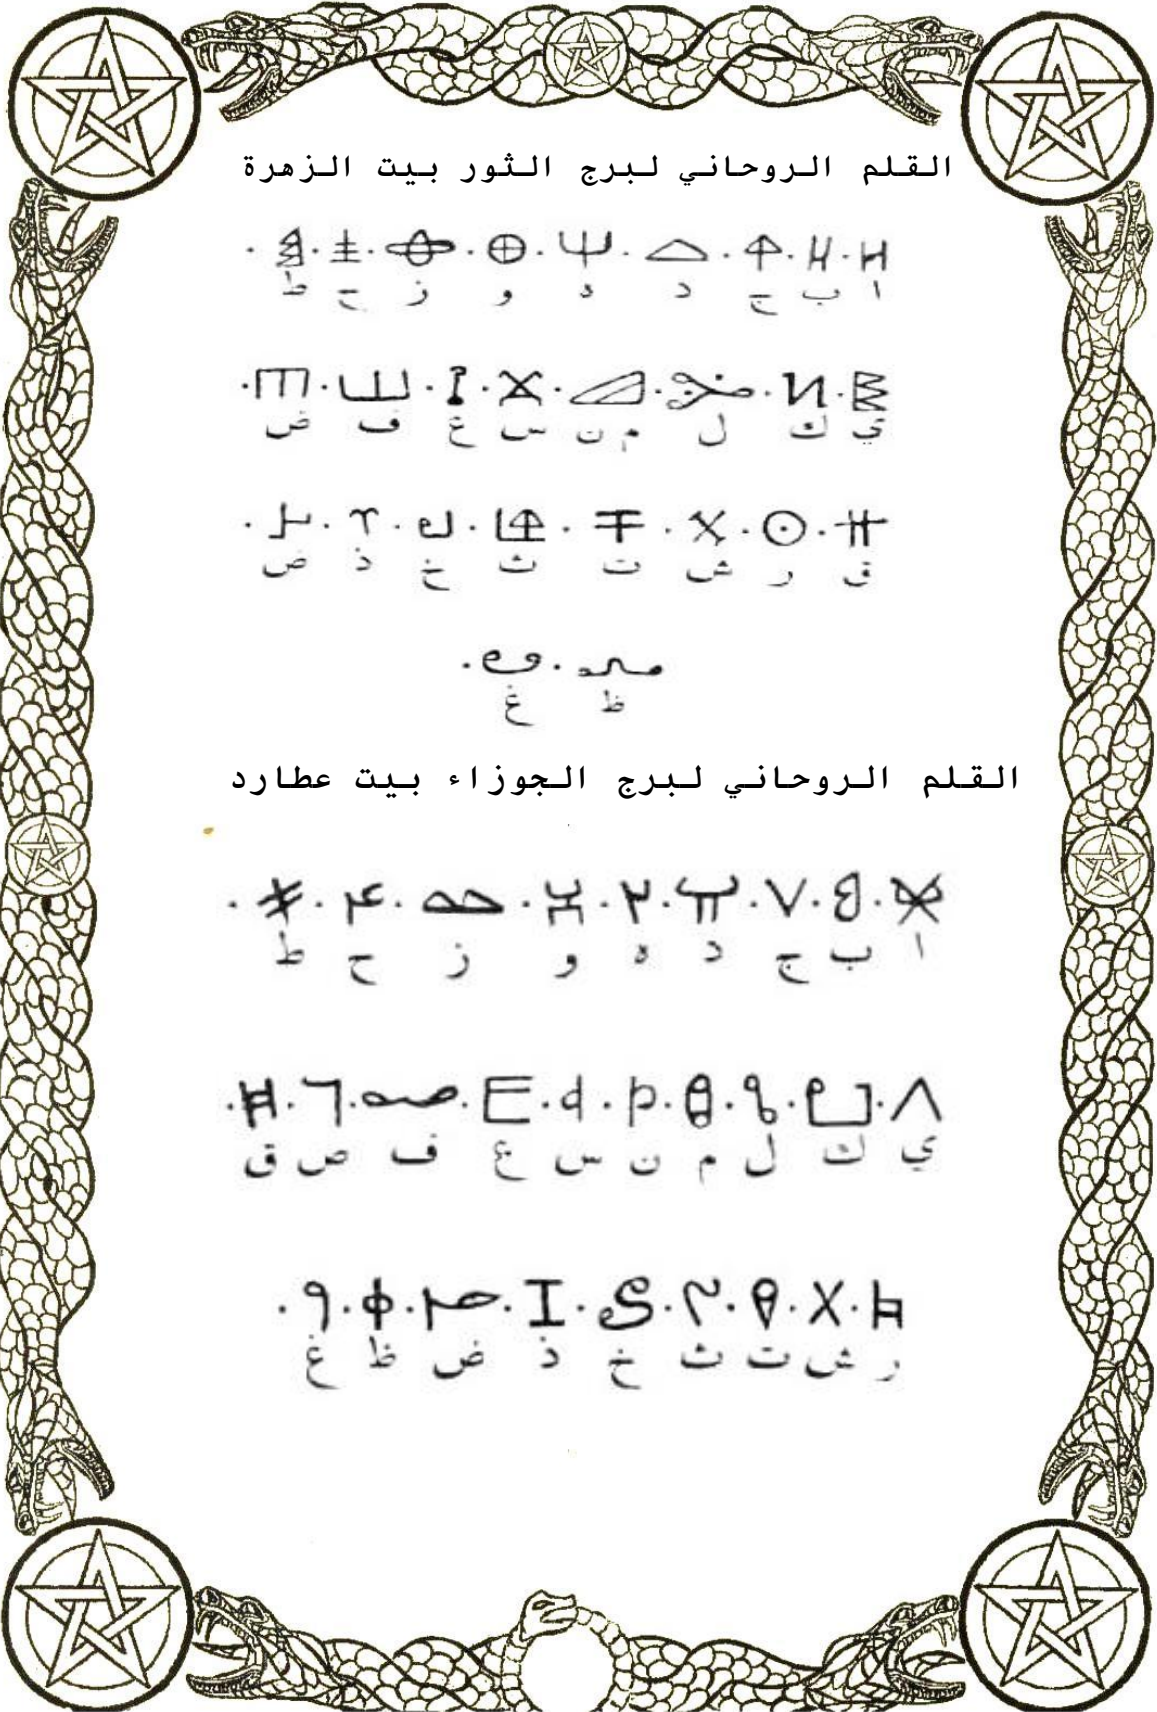 القلم الروحاني لبرج الثور بيت الزهرة
ا ب ج د ه و ز ح ط
ي ك ل م ن س ع ف ض
ق ر ش ت ث خ ذ ض
ظ غ
القلم الروحاني لبرج الجوزاء بيت عطارد
ا ب ج د ه و ز ح ط
ي ك ل م ن س ع ف ص ق
ر ش ت ث خ ذ ض ظ غ